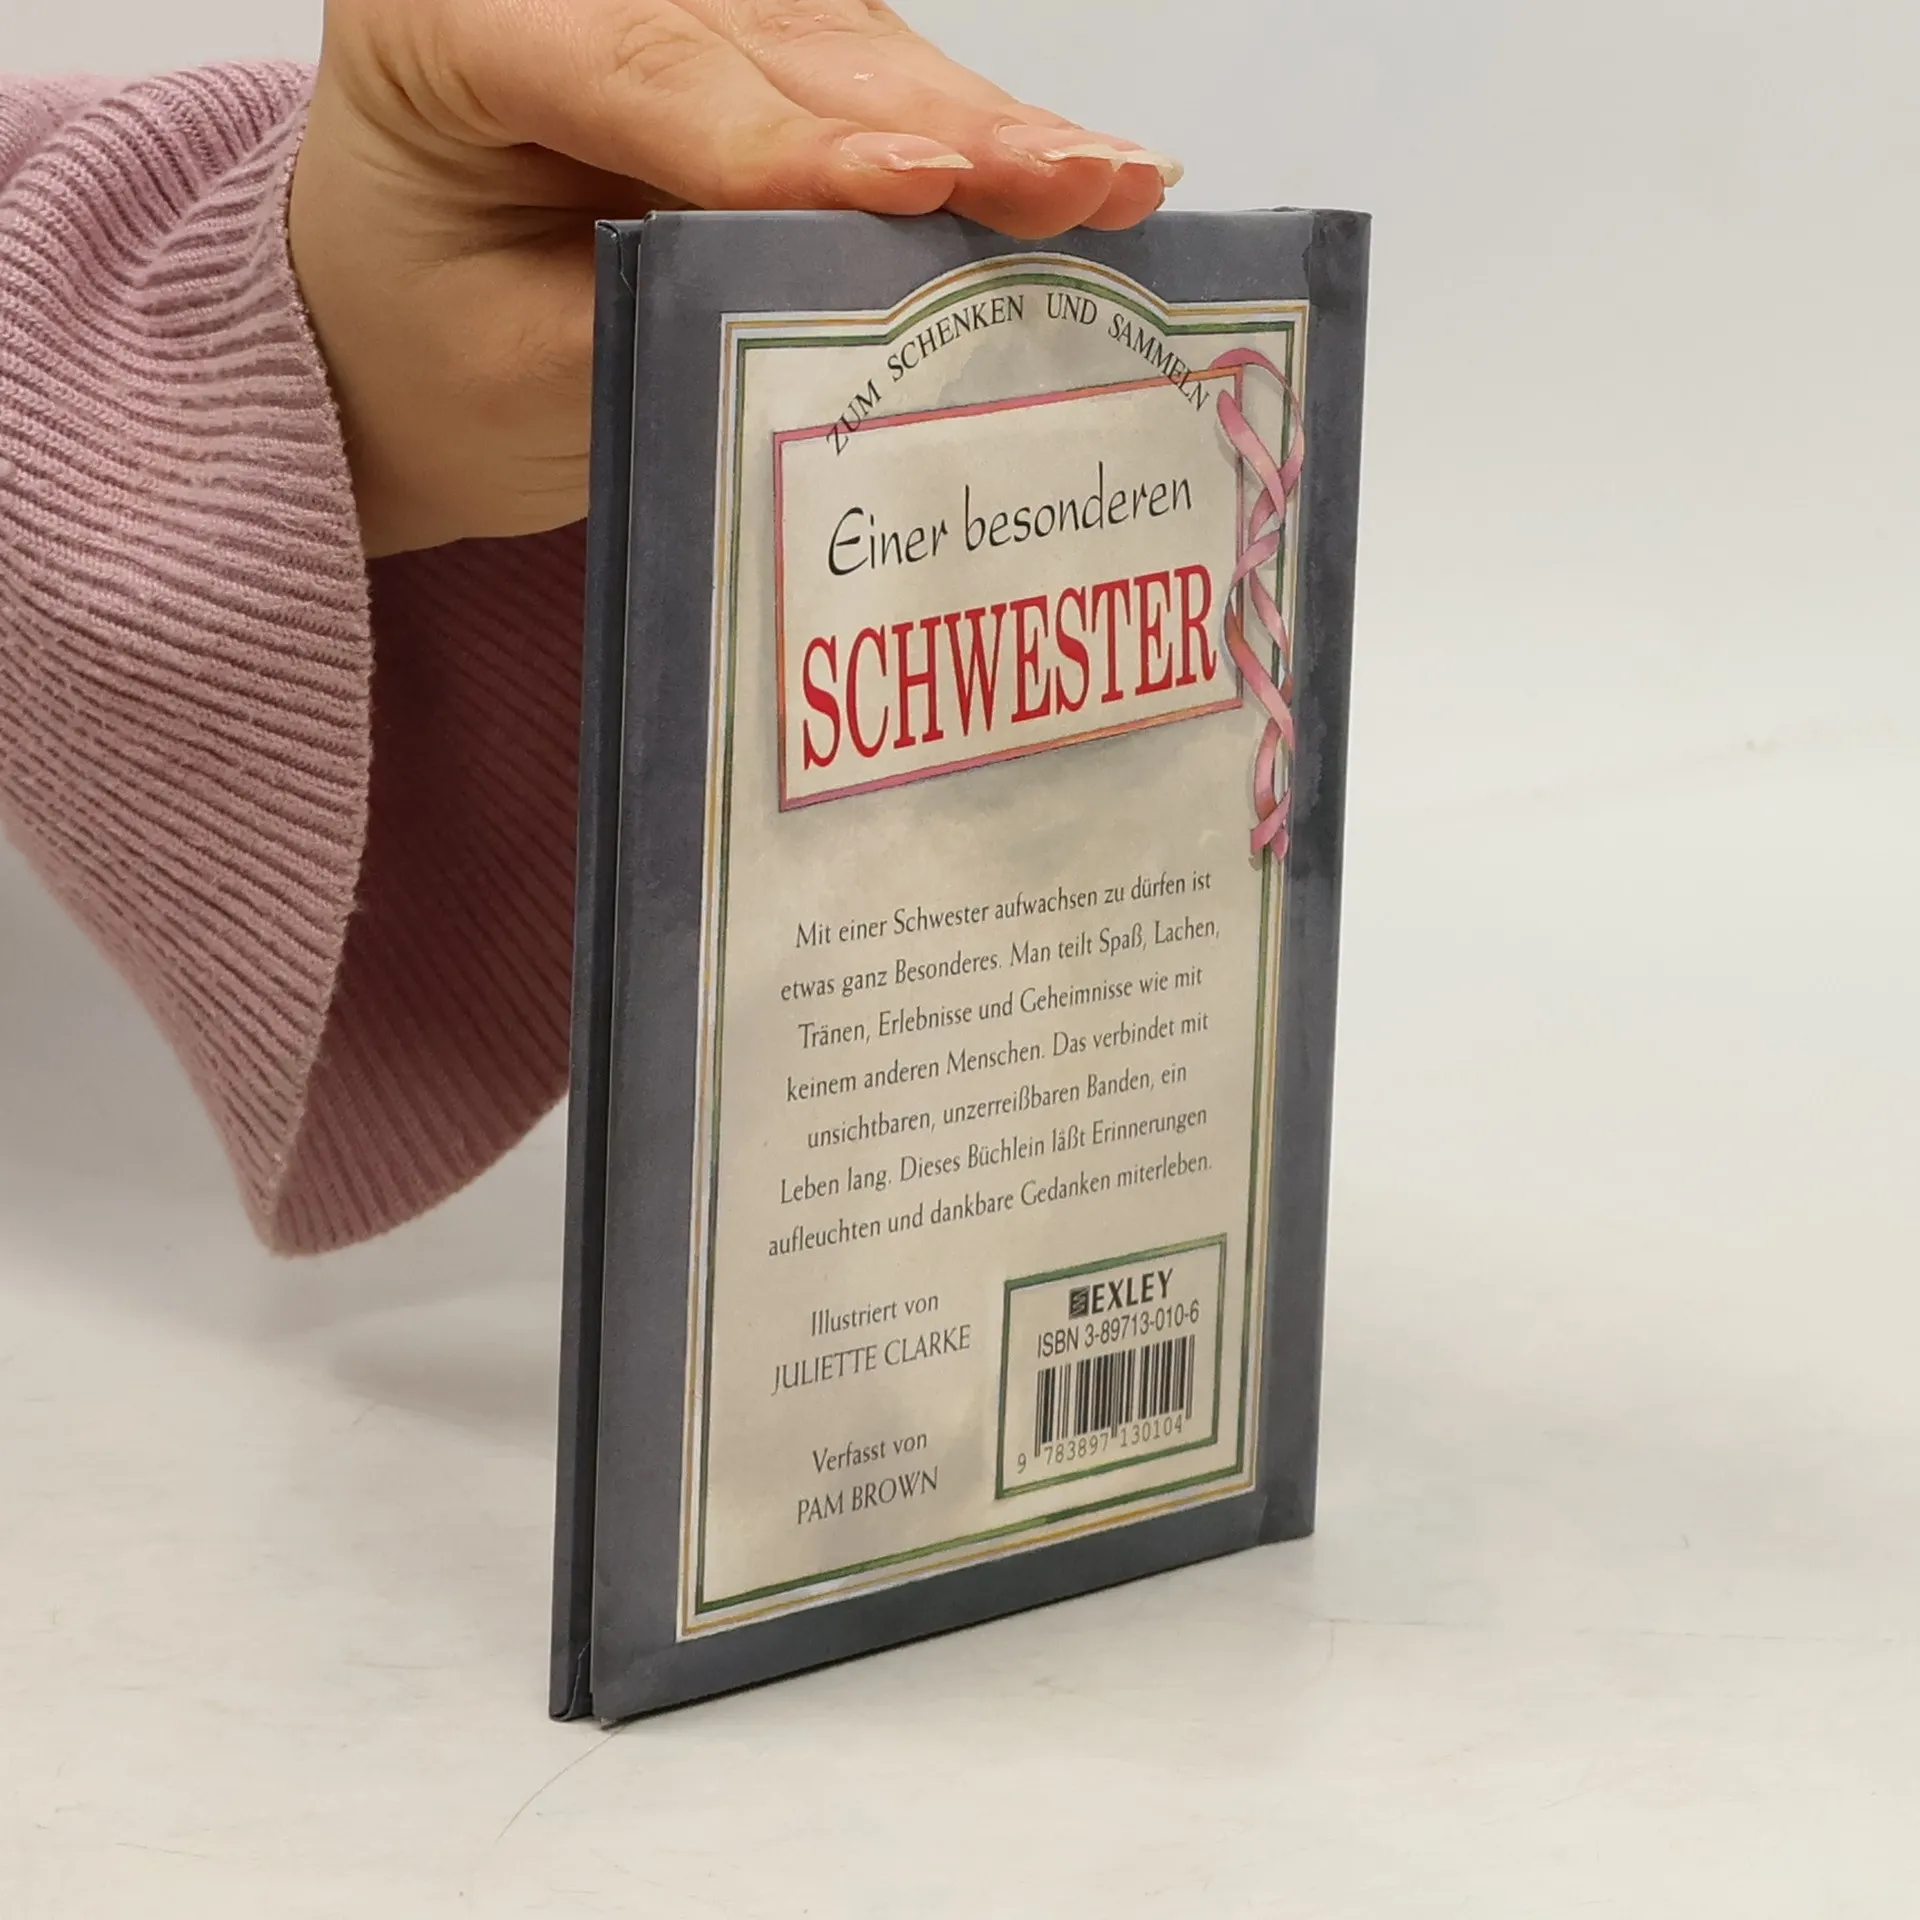 ZUM SCHENKEN UND SAMMELN
Einer besonderen
SCHWESTER
Mit einer Schwester aufwachsen zu dürfen ist
etwas ganz Besonderes. Man teilt Spaß, Lachen,
Tränen, Erlebnisse und Geheimnisse wie mit
keinem anderen Menschen. Das verbindet mit
unsichtbaren, unzerreißbaren Banden, ein
Leben lang. Dieses Büchlein läßt Erinnerungen
aufleuchten und dankbare Gedanken miterleben.
Illustriert von
JULIETTE CLARKE
Verfasst von
PAM BROWN
EXLEY
ISBN 3-89713-010-6
9 783897 130104